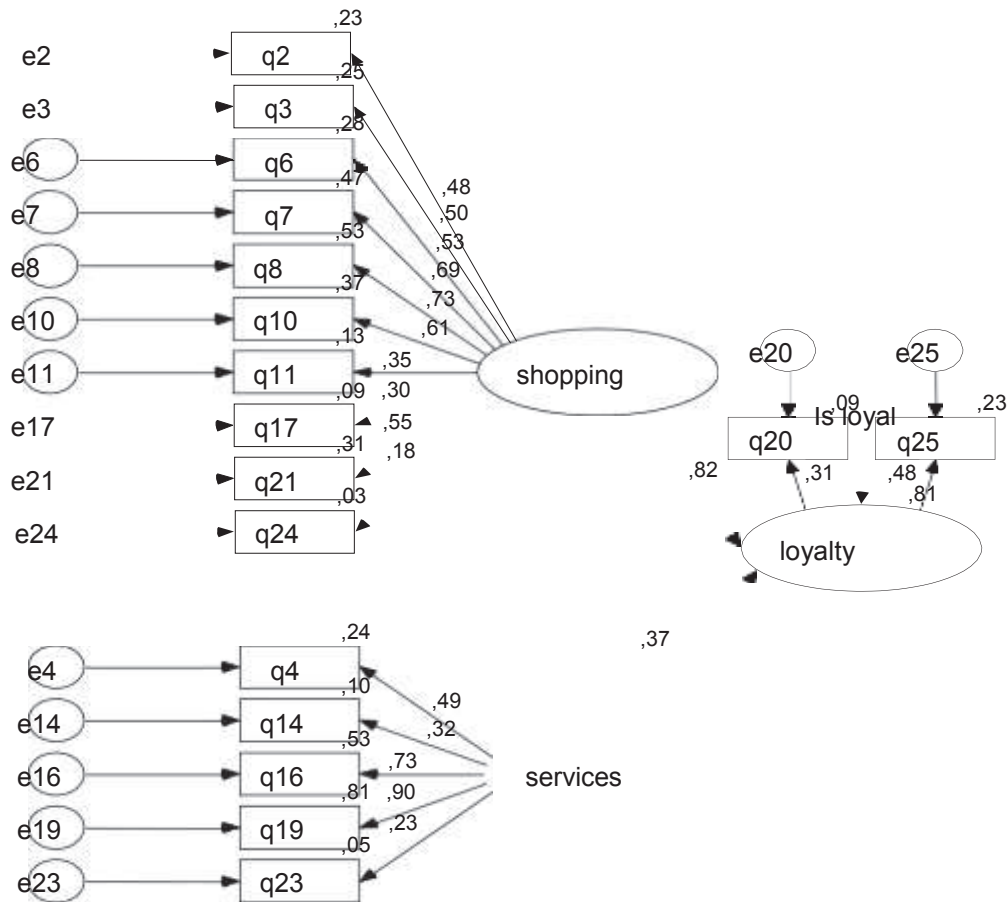 ,23
e2 q2
,25
e3 q3
,28
e6 q6
,47
,48
e7 q7
,50
,53
,53
e8 q8
,69
,37
,73
e10 q10
,61
,13
e20 e25
,35
e11 q11 shopping
,09 ,30
,09 ,23
Is loyal
e17 q17 ,55
,31 ,18
q20 q25
,82 ,31 ,48
e21 q21
,03
,81
e24 q24
loyalty
,24
,37
e4 q4
,10
,49
e14 q14 ,32
,53
,73
e16 q16 services
,81 ,90
e19 q19 ,23
,05
e23 q23